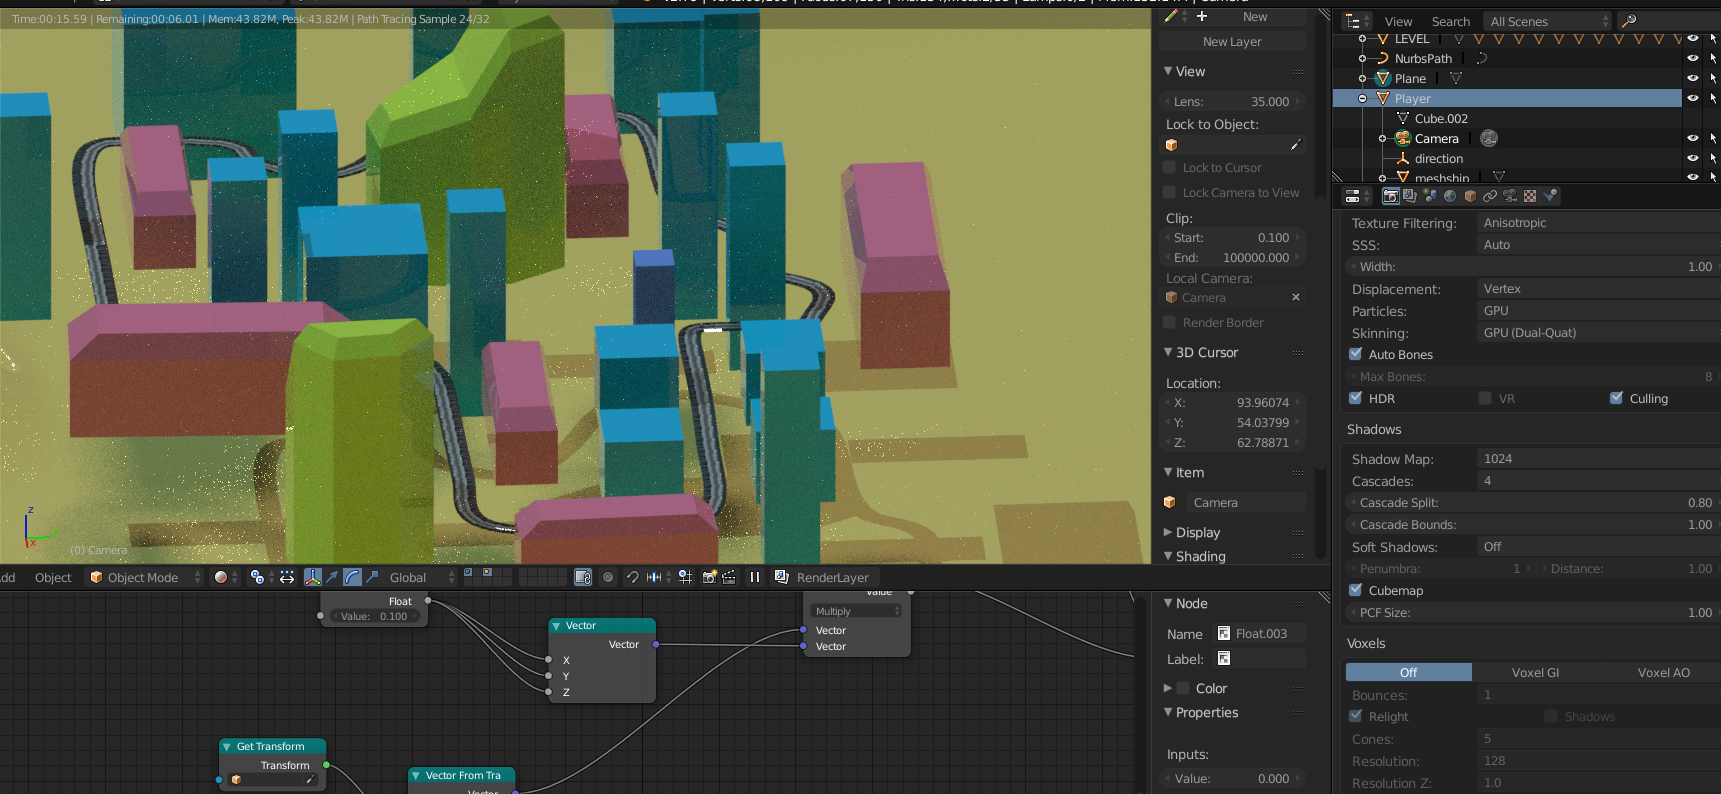 Time:00:15.59 | Remaining:00:06.01 | Mem:43.82M, Peak:43.82M | Path Tracing Sample 24/32
(0) Camera
Z
X
Object
Object Mode
Global
RenderLayer
New
New Layer
View
Lens: 35.000
Lock to Object:
Lock to Cursor
Lock Camera to View
Clip:
Start: 0.100
End: 100000.000
Local Camera:
Camera
Render Border
3D Cursor
Location:
X: 93.96074
Y: 54.03799
Z: 62.78871
Item
Camera
Display
Shading
View Search All Scenes
LEVEL
NurbsPath
Plane
Player
Cube.002
Camera
direction
meshship
Texture Filtering: Anisotropic
SSS: Auto
Width: 1.00
Displacement: Vertex
Particles: GPU
Skinning: GPU (Dual-Quat)
Auto Bones
Max Bones: 8
HDR VR Culling
Shadows
Shadow Map: 1024
Cascades: 4
Cascade Split: 0.80
Cascade Bounds: 1.00
Soft Shadows: Off
Penumbra: 1 Distance: 1.00
Cubemap
PCF Size: 1.00
Voxels
Off Voxel GI Voxel AO
Bounces: 1
Relight Shadows
Cones: 5
Resolution: 128
Resolution Z: 1.0
Float
Value: 0.100
Vector
Vector
X
Y
Z
Value
Multiply
Vector
Vector
Get Transform
Transform
Vector From Tra
Vector
Node
Name Float.003
Label:
Color
Properties
Inputs:
Value: 0.000